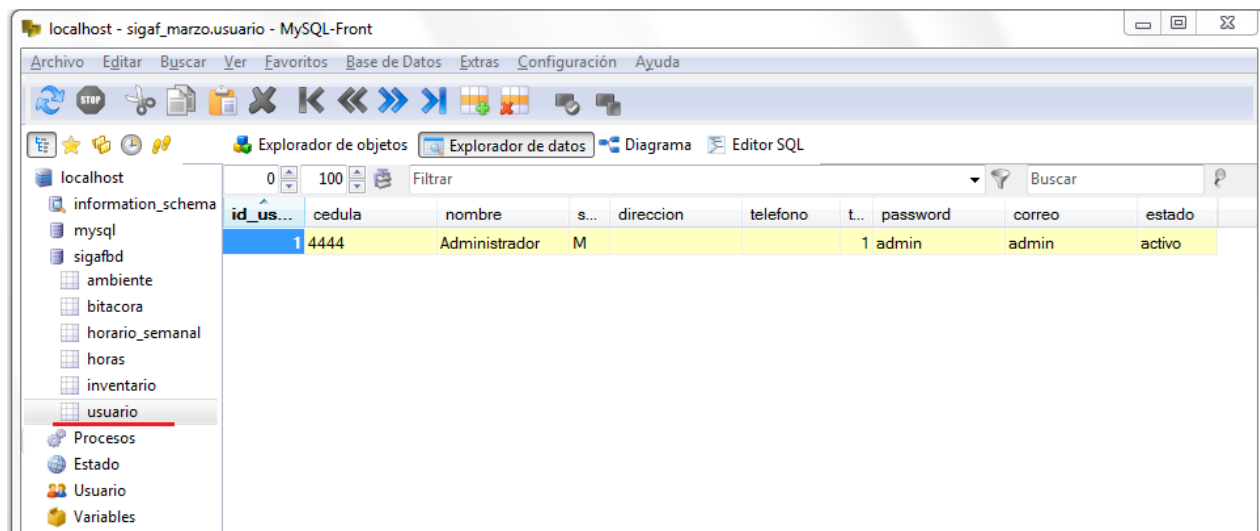 localhost - sigaf_marzo.usuario - MySQL-Front
Archivo Editar Buscar Ver Favoritos Base de Datos Extras Configuración Ayuda
STOP
Explorador de objetos Explorador de datos Diagrama Editor SQL
0 100 Filtrar Buscar
id_us... cedula nombre s... direccion telefono t... password correo estado
1 4444 Administrador M 1 admin admin activo
localhost
information_schema
mysql
sigafbd
ambiente
bitacora
horario_semanal
horas
inventario
usuario
Procesos
Estado
Usuario
Variables